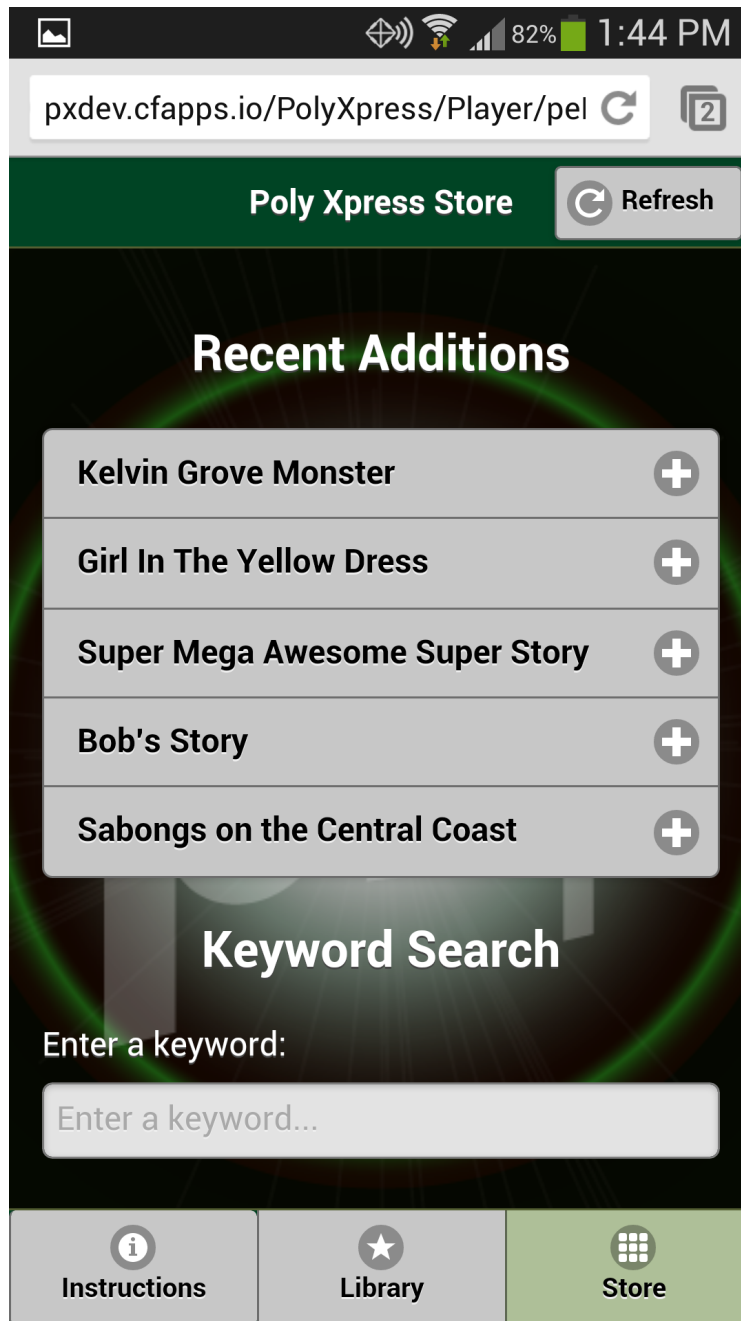 82% 1:44 PM
pxdev.cfapps.io/PolyXpress/Player/pel
2
Poly Xpress Store
Refresh
Recent Additions
Kelvin Grove Monster
Girl In The Yellow Dress
Super Mega Awesome Super Story
Bob's Story
Sabongs on the Central Coast
Keyword Search
Enter a keyword:
Enter a keyword...
Instructions Library Store